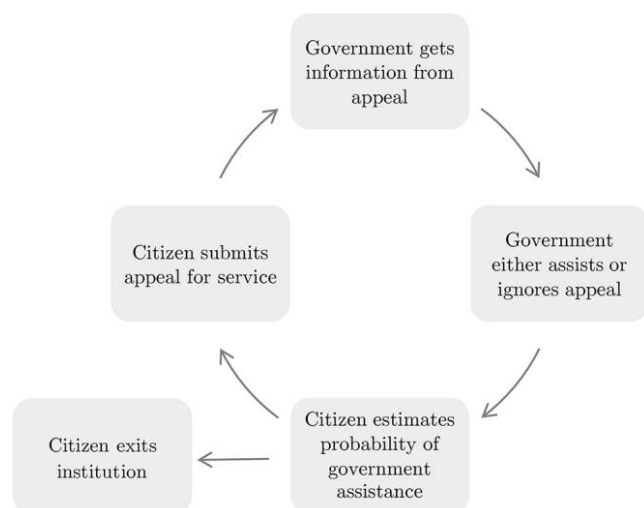 Government gets
information from
appeal
Citizen submits
appeal for service
Government
either assists or
ignores appeal
Citizen exits
institution
Citizen estimates
probability of
government
assistance